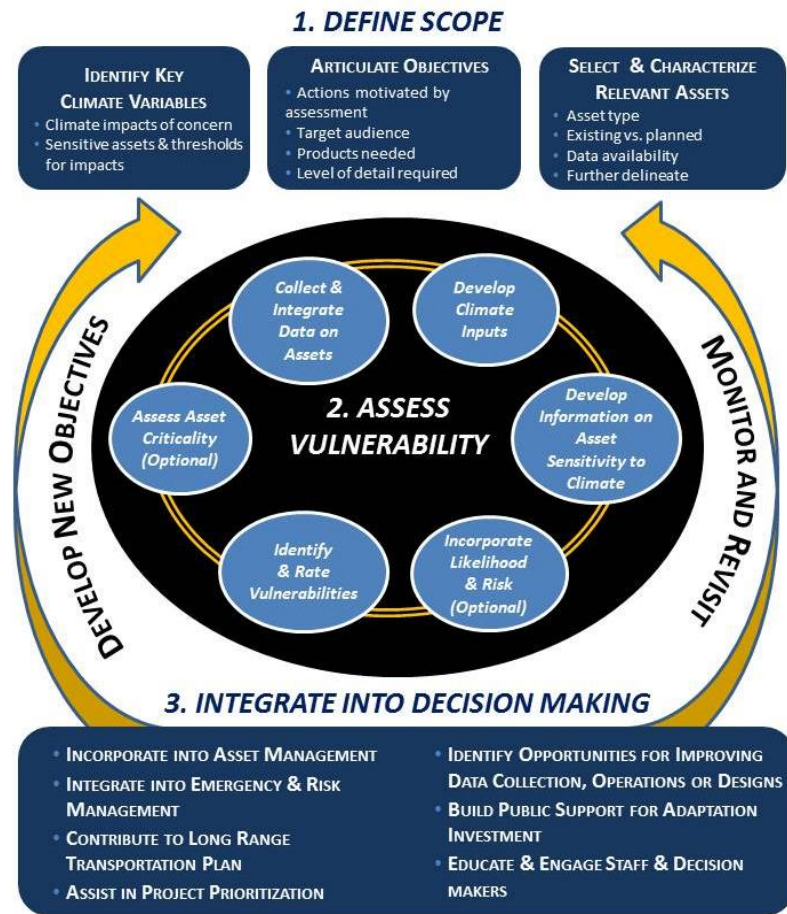 1. DEFINE SCOPE
IDENTIFY KEY
CLIMATE VARIABLES
• Climate impacts of concern
• Sensitive assets & thresholds
for impacts
ARTICULATE OBJECTIVES
• Actions motivated by
assessment
• Target audience
• Products needed
• Level of detail required
SELECT & CHARACTERIZE
RELEVANT ASSETS
• Asset type
• Existing vs. planned
• Data availability
• Further delineate
DEVELOP NEW OBJECTIVES
MONITOR AND REVISIT
2. ASSESS
VULNERABILITY
Collect &
Integrate
Data on
Assets
Develop
Climate
Inputs
Develop
Information on
Asset
Sensitivity to
Climate
Incorporate
Likelihood
& Risk
(Optional)
Identify
& Rate
Vulnerabilities
Assess Asset
Criticality
(Optional)
3. INTEGRATE INTO DECISION MAKING
• INCORPORATE INTO ASSET MANAGEMENT
• INTEGRATE INTO EMERGENCY & RISK
MANAGEMENT
• CONTRIBUTE TO LONG RANGE
TRANSPORTATION PLAN
• ASSIST IN PROJECT PRIORITIZATION
• IDENTIFY OPPORTUNITIES FOR IMPROVING
DATA COLLECTION, OPERATIONS OR DESIGNS
• BUILD PUBLIC SUPPORT FOR ADAPTATION
INVESTMENT
• EDUCATE & ENGAGE STAFF & DECISION
MAKERS